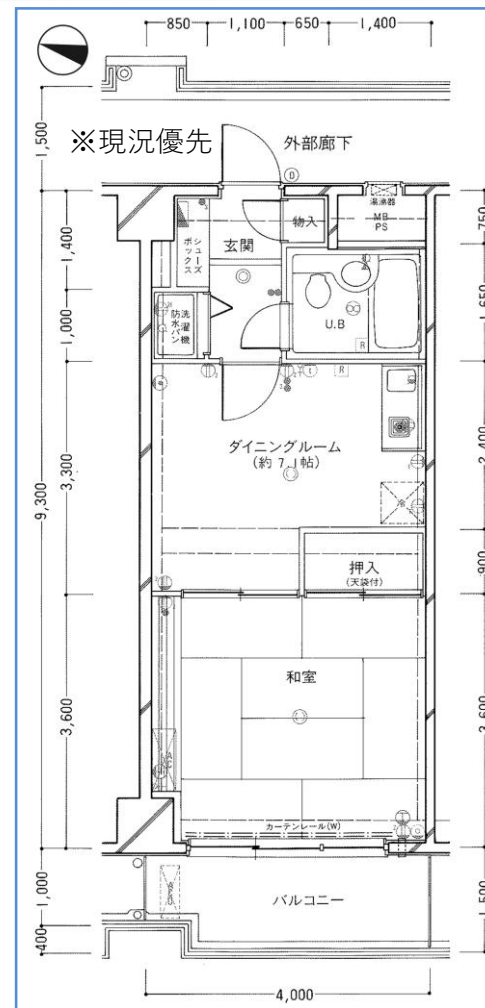 850
1,100
650
1,400
※現況優先
外部廊下
D
湯沸器
MB
PS
物入
玄関
シューズ
ボックス
洗濯機
防水パン
U.B
R
t
R
ダイニングルーム
(約 7.1帖)
冷
押入
(天袋付)
和室
カーテンレール(W)
バルコニー
1,500
1,400
1,000
3,300
9,300
3,600
1,000
400
750
1,650
2,400
900
3,600
1,500
4,000